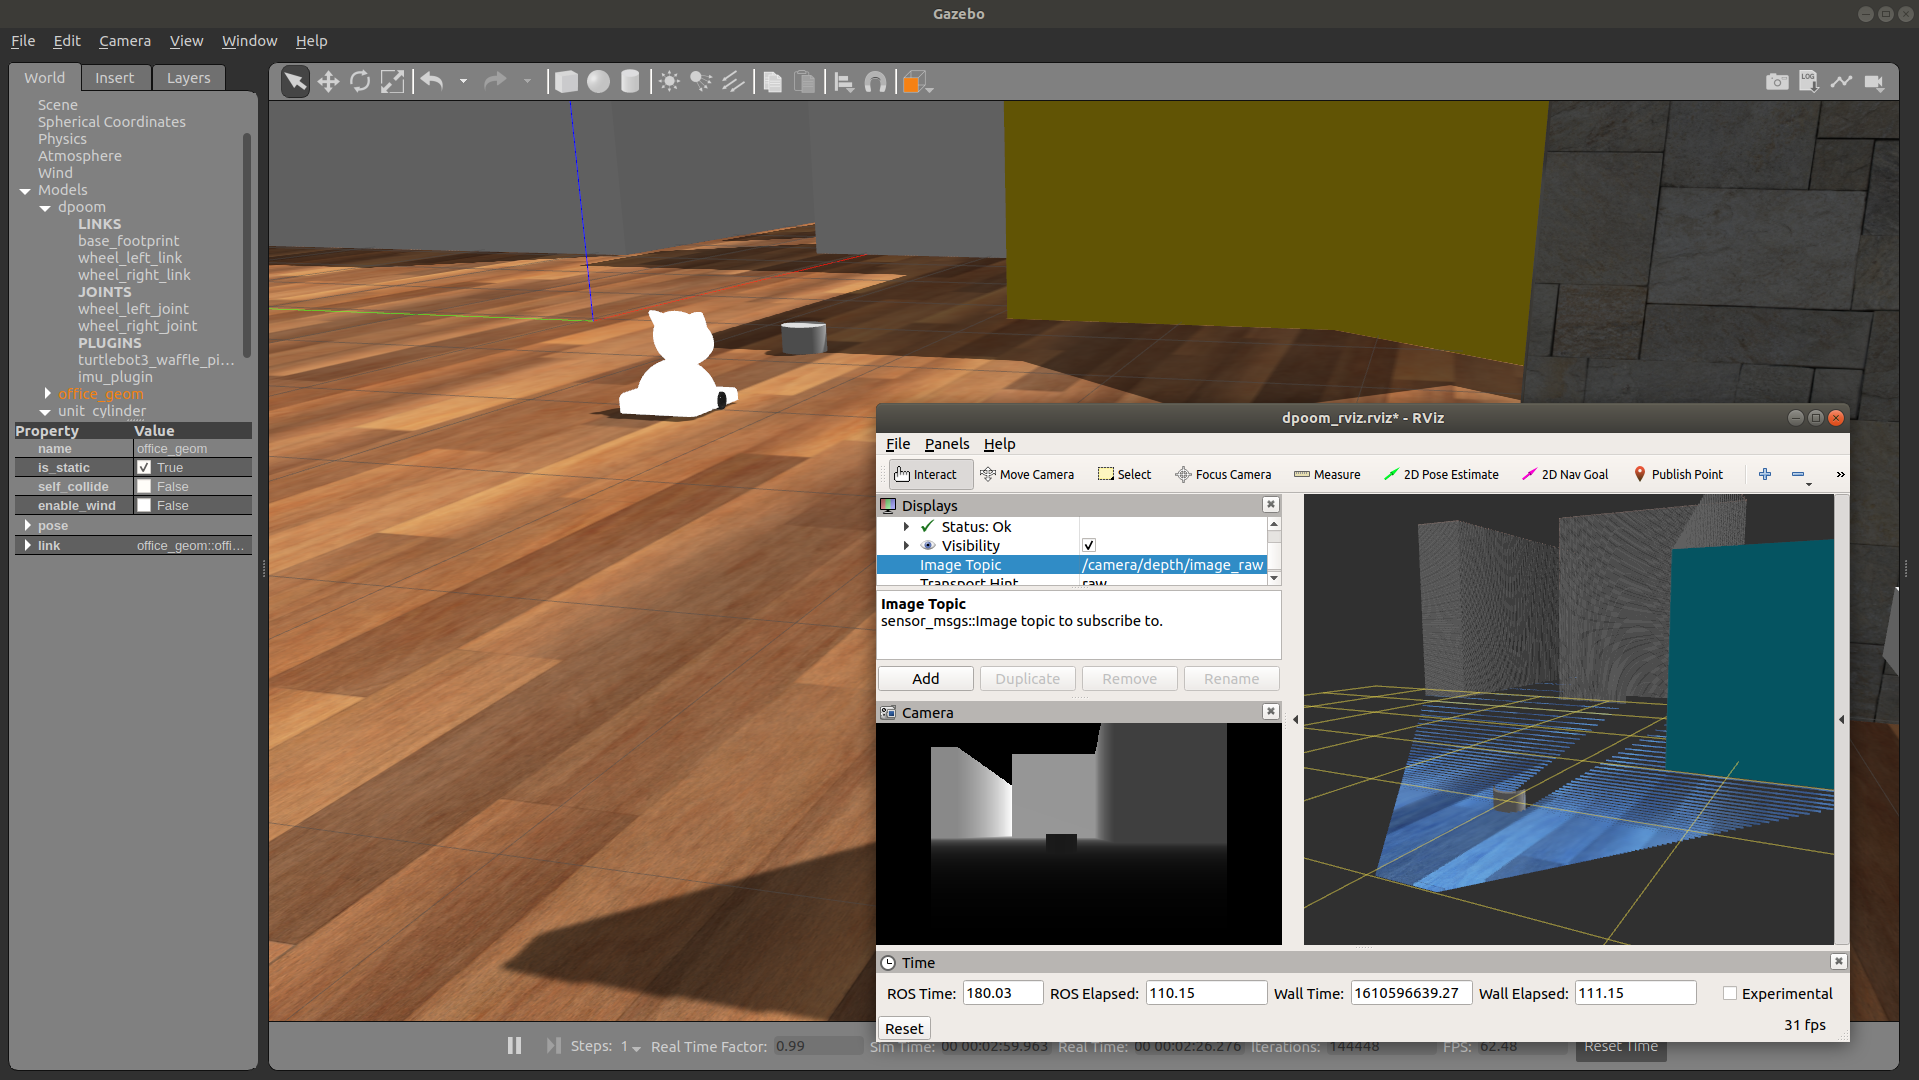 Gazebo
File Edit Camera View Window Help
World Insert Layers
LOG
Scene
Spherical Coordinates
Physics
Atmosphere
Wind
Models
dpoom
LINKS
base_footprint
wheel_left_link
wheel_right_link
JOINTS
wheel_left_joint
wheel_right_joint
PLUGINS
turtlebot3_waffle_pi...
imu_plugin
office_geom
unit_cylinder
Property Value
name office_geom
is_static True
self_collide False
enable_wind False
pose
link office_geom::offi...
dpoom_rviz.rviz* - RViz
File Panels Help
Interact Move Camera Select Focus Camera Measure 2D Pose Estimate 2D Nav Goal Publish Point »
Displays
Status: Ok
Visibility
Image Topic /camera/depth/image_raw
Transport Hint raw
Image Topic
sensor_msgs::Image topic to subscribe to.
Add Duplicate Remove Rename
Camera
Time
ROS Time: 180.03 ROS Elapsed: 110.15 Wall Time: 1610596639.27 Wall Elapsed: 111.15 Experimental
Reset 31 fps
Steps: 1 Real Time Factor: 0.99 Sim Time: 00 00:02:59.963 Real Time: 00 00:02:26.276 Iterations: 144448 FPS: 62.48 Reset Time